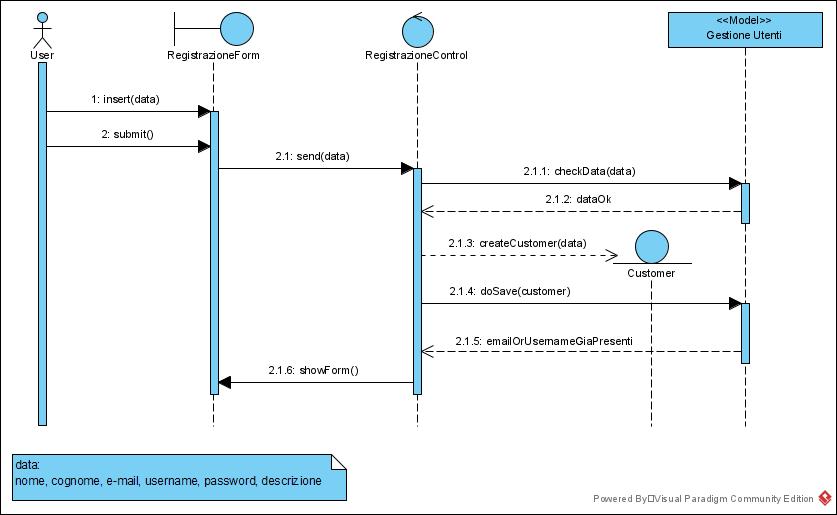 <<Model>>
Gestione Utenti
User
RegistrazioneForm
RegistrazioneControl
1: insert(data)
2: submit()
2.1: send(data)
2.1.1: checkData(data)
2.1.2: dataOk
2.1.3: createCustomer(data)
Customer
2.1.4: doSave(customer)
2.1.5: emailOrUsernameGiaPresenti
2.1.6: showForm()
data:
nome, cognome, e-mail, username, password, descrizione
Powered By Visual Paradigm Community Edition